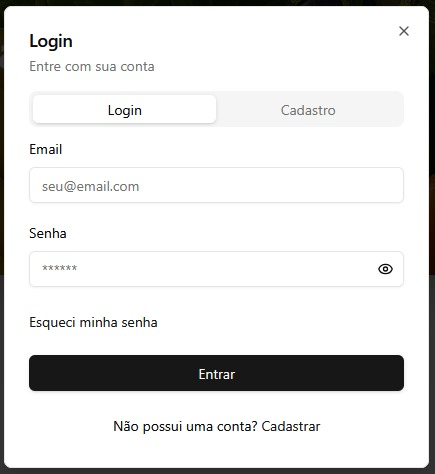 Login
Entre com sua conta
Login Cadastro
Email
seu@email.com
Senha
******
Esqueci minha senha
Entrar
Não possui uma conta? Cadastrar